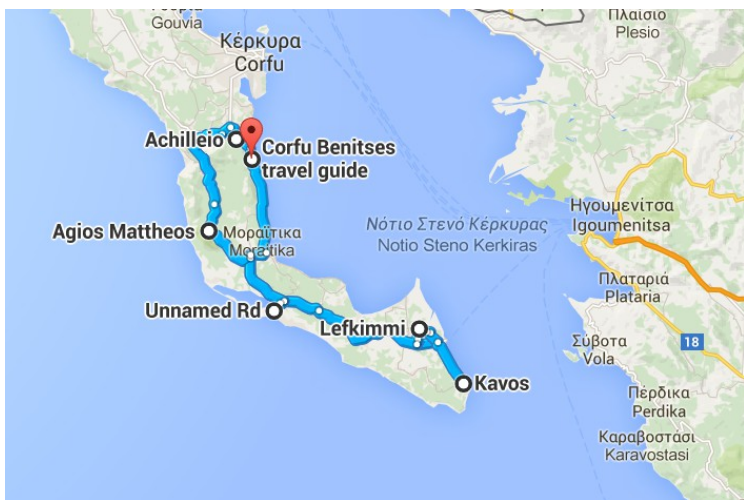 Gouvia
Κέρκυρα
Corfu
Πλαίσιο
Plesio
Achilleio
Corfu Benitses
travel guide
Agios Mattheos
Μοραΐτικα
Moraitika
Νότιο Στενό Κέρκυρας
Notio Steno Kerkiras
Ηγουμενίτσα
Igoumenitsa
Πλαταριά
Plataria
Unnamed Rd
Lefkimmi
Σύβοτα
Vola
18
Kavos
Πέρδικα
Perdika
Καραβοστάσι
Karavostasi